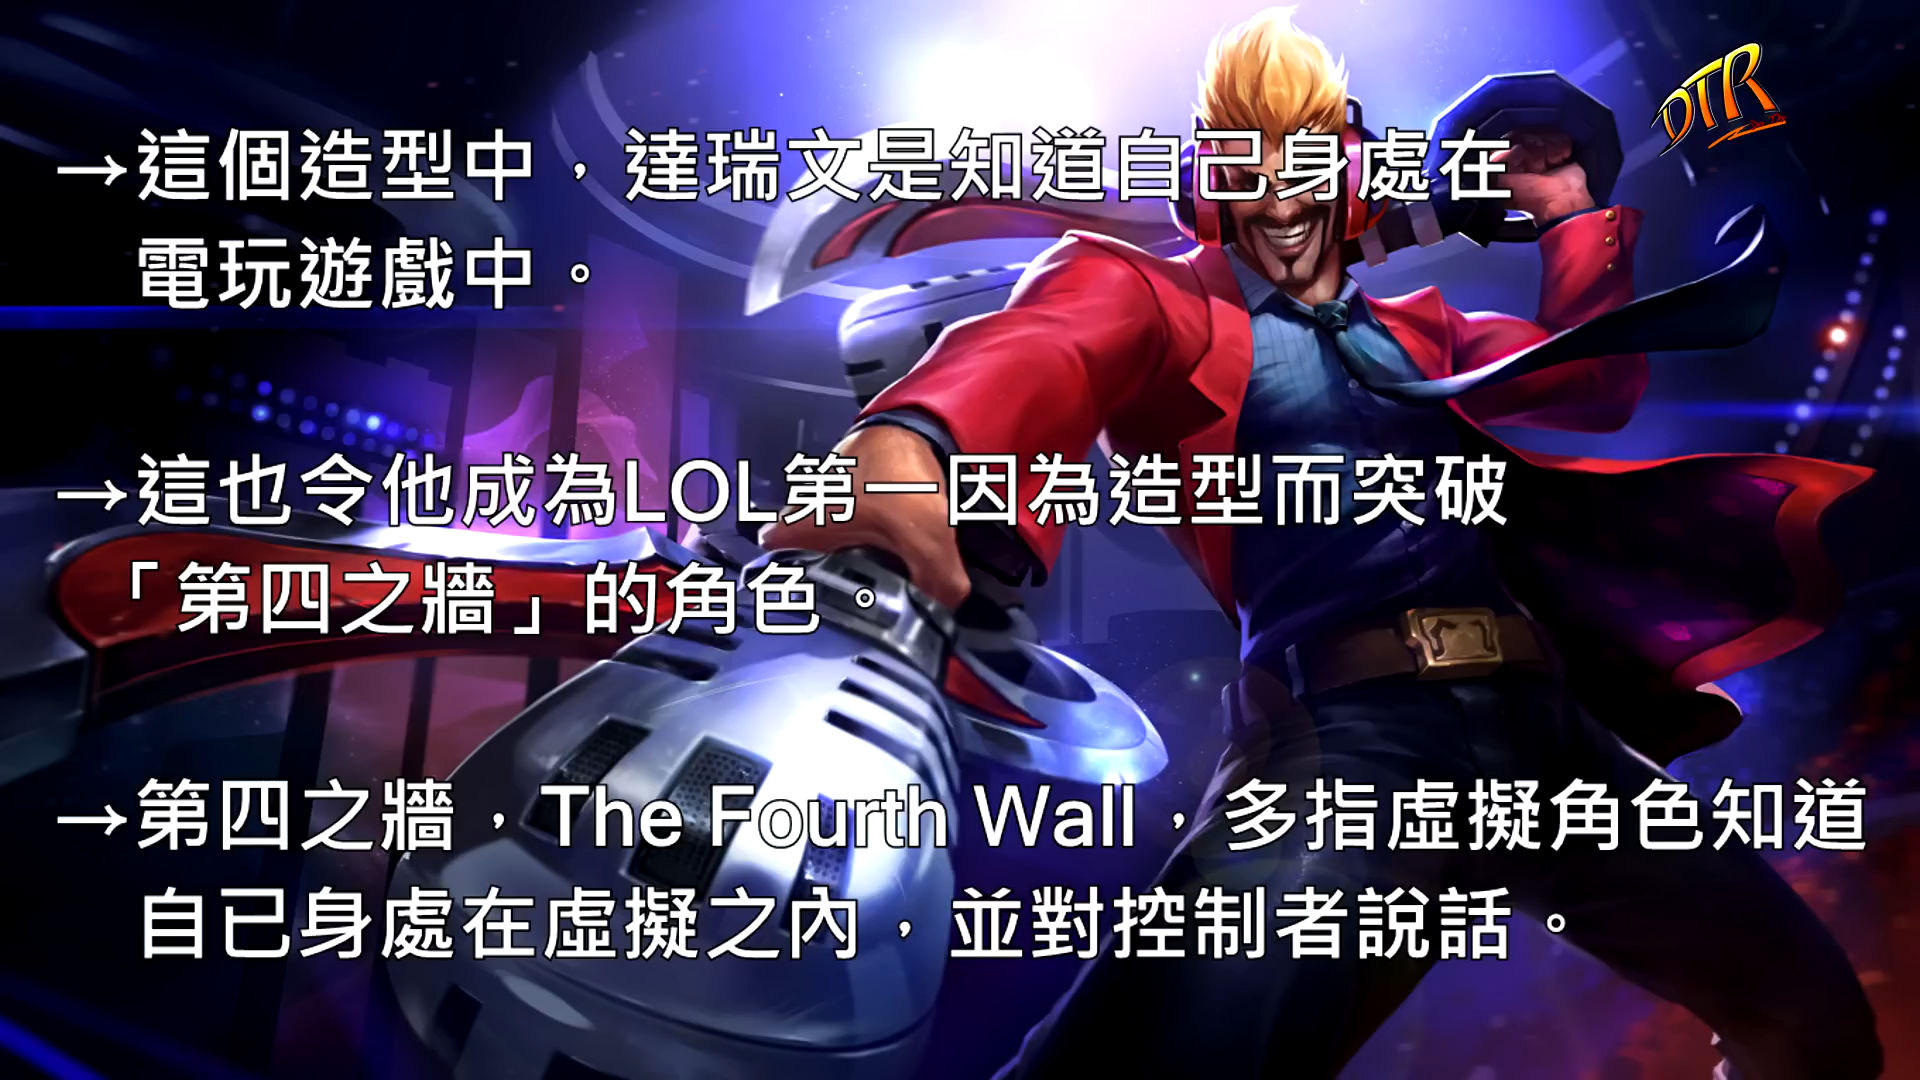 DTR
→這個造型中，達瑞文是知道自己身處在
電玩遊戲中。
→這也令他成為LOL第一因為造型而突破
「第四之牆」的角色。
→第四之牆，The Fourth Wall，多指虛擬角色知道
自已身處在虛擬之內，並對控制者說話。